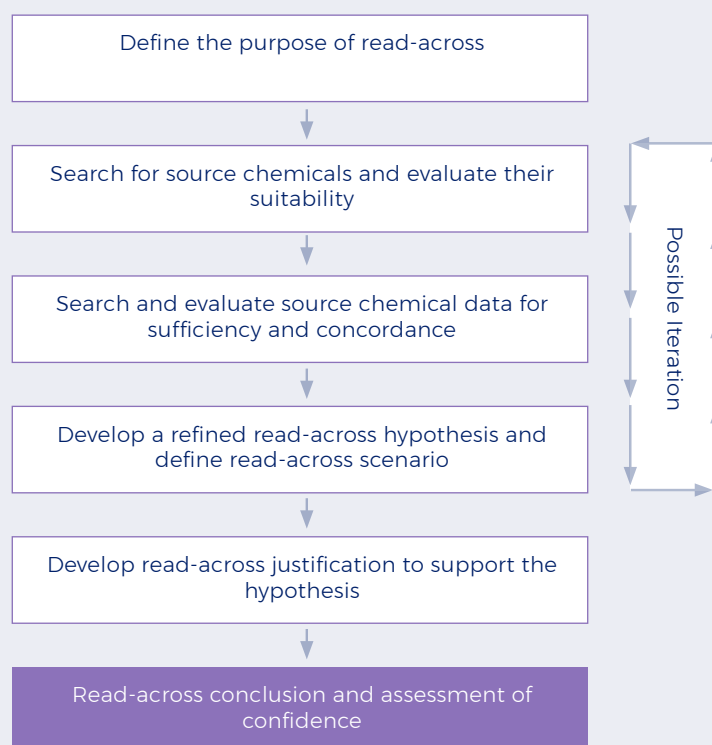 Define the purpose of read-across
Search for source chemicals and evaluate their
suitability
Search and evaluate source chemical data for
sufficiency and concordance
Develop a refined read-across hypothesis and
define read-across scenario
Develop read-across justification to support the
hypothesis
Read-across conclusion and assessment of
confidence
Possible Iteration